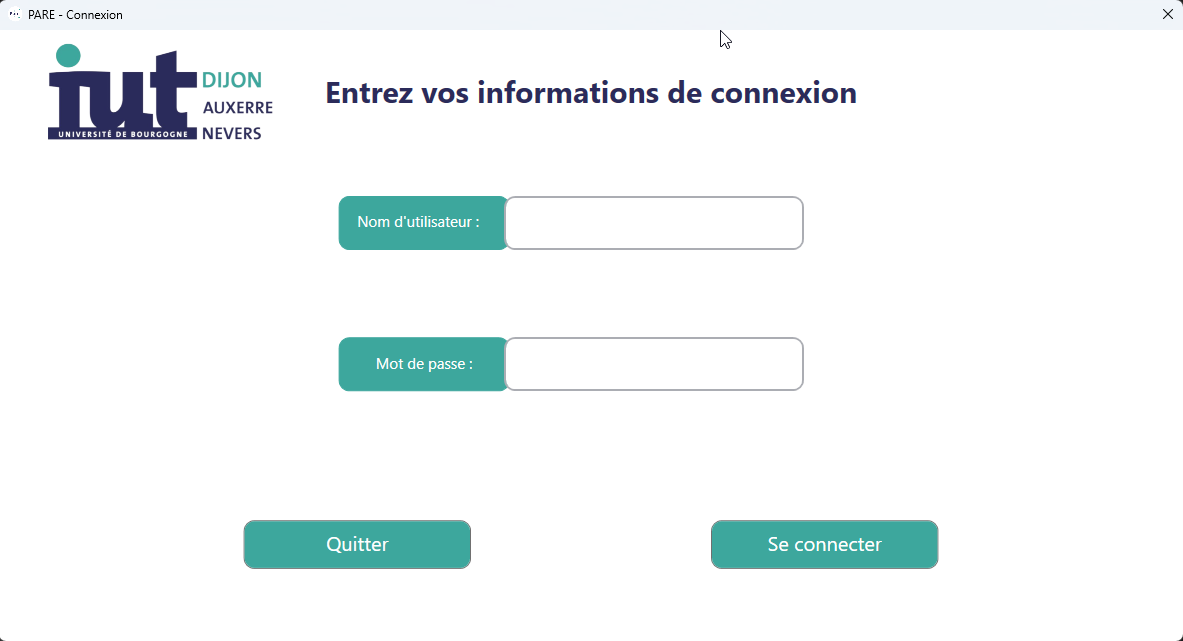 PARE - Connexion
iut
DIJON
AUXERRE
NEVERS
UNIVERSITÉ DE BOURGOGNE
Entrez vos informations de connexion
Nom d'utilisateur :
Mot de passe :
Quitter
Se connecter